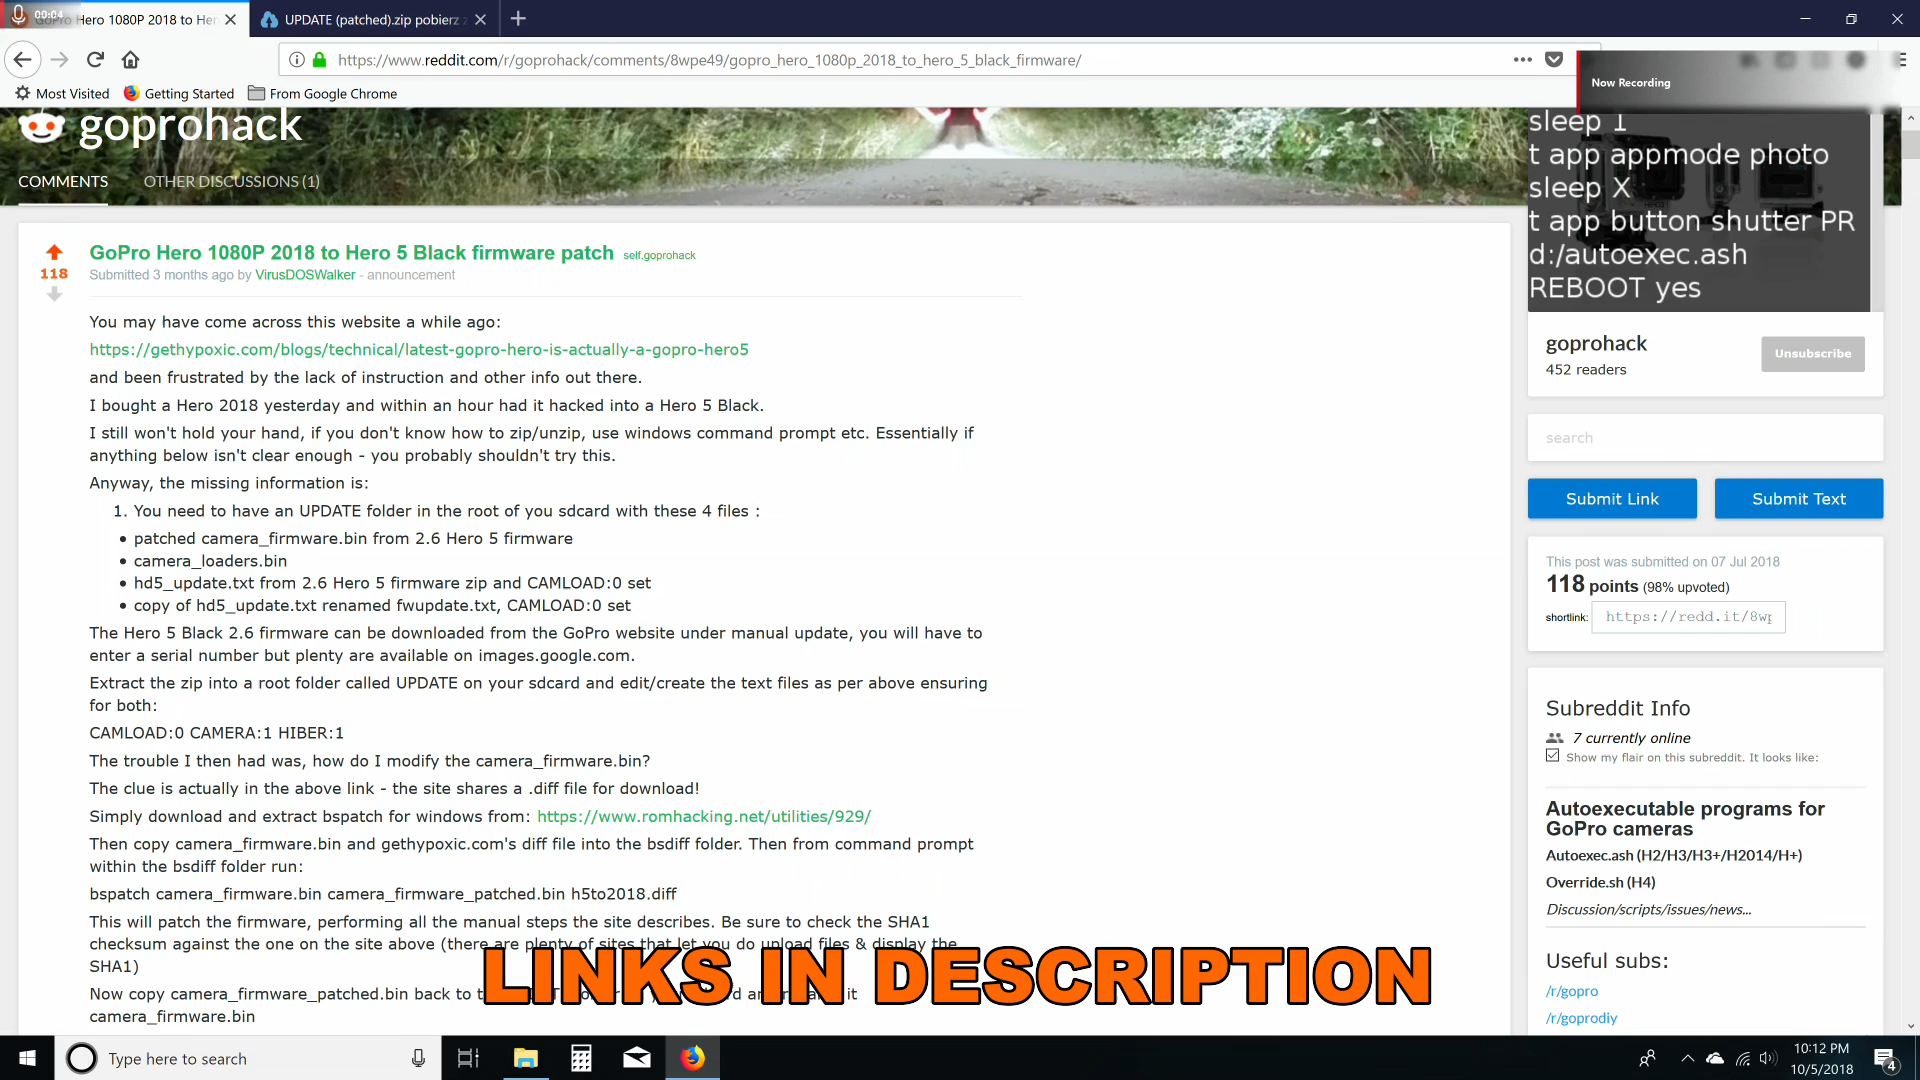 00:04
GoPro Hero 1080P 2018 to Her
UPDATE (patched).zip pobierz z
https://www.reddit.com/r/goprohack/comments/8wpe49/gopro_hero_1080p_2018_to_hero_5_black_firmware/
Now Recording
Most Visited
Getting Started
From Google Chrome
goprohack
COMMENTS
OTHER DISCUSSIONS (1)
118
GoPro Hero 1080P 2018 to Hero 5 Black firmware patch self.goprohack
Submitted 3 months ago by VirusDOSWalker - announcement
You may have come across this website a while ago:
https://gethypoxic.com/blogs/technical/latest-gopro-hero-is-actually-a-gopro-hero5
and been frustrated by the lack of instruction and other info out there.
I bought a Hero 2018 yesterday and within an hour had it hacked into a Hero 5 Black.
I still won't hold your hand, if you don't know how to zip/unzip, use windows command prompt etc. Essentially if
anything below isn't clear enough - you probably shouldn't try this.
Anyway, the missing information is:
1. You need to have an UPDATE folder in the root of you sdcard with these 4 files :
• patched camera_firmware.bin from 2.6 Hero 5 firmware
• camera_loaders.bin
• hd5_update.txt from 2.6 Hero 5 firmware zip and CAMLOAD:0 set
• copy of hd5_update.txt renamed fwupdate.txt, CAMLOAD:0 set
The Hero 5 Black 2.6 firmware can be downloaded from the GoPro website under manual update, you will have to
enter a serial number but plenty are available on images.google.com.
Extract the zip into a root folder called UPDATE on your sdcard and edit/create the text files as per above ensuring
for both:
CAMLOAD:0 CAMERA:1 HIBER:1
The trouble I then had was, how do I modify the camera_firmware.bin?
The clue is actually in the above link - the site shares a .diff file for download!
Simply download and extract bspatch for windows from: https://www.romhacking.net/utilities/929/
Then copy camera_firmware.bin and gethypoxic.com's diff file into the bsdiff folder. Then from command prompt
within the bsdiff folder run:
bspatch camera_firmware.bin camera_firmware_patched.bin h5to2018.diff
This will patch the firmware, performing all the manual steps the site describes. Be sure to check the SHA1
checksum against the one on the site above (there are plenty of sites that let you do upload files & display the
SHA1)
Now copy camera_firmware_patched.bin back to it
camera_firmware.bin
LINKS IN DESCRIPTION
sleep 1
t app appmode photo
sleep X
t app button shutter PR
d:/autoexec.ash
REBOOT yes
goprohack
Unsubscribe
452 readers
search
Submit Link
Submit Text
This post was submitted on 07 Jul 2018
118 points (98% upvoted)
shortlink: https://redd.it/8wp
Subreddit Info
7 currently online
Show my flair on this subreddit. It looks like:
Autoexecutable programs for
GoPro cameras
Autoexec.ash (H2/H3/H3+/H2014/H+)
Override.sh (H4)
Discussion/scripts/issues/news...
Useful subs:
/r/gopro
/r/goprodiy
Type here to search
10:12 PM
10/5/2018
4